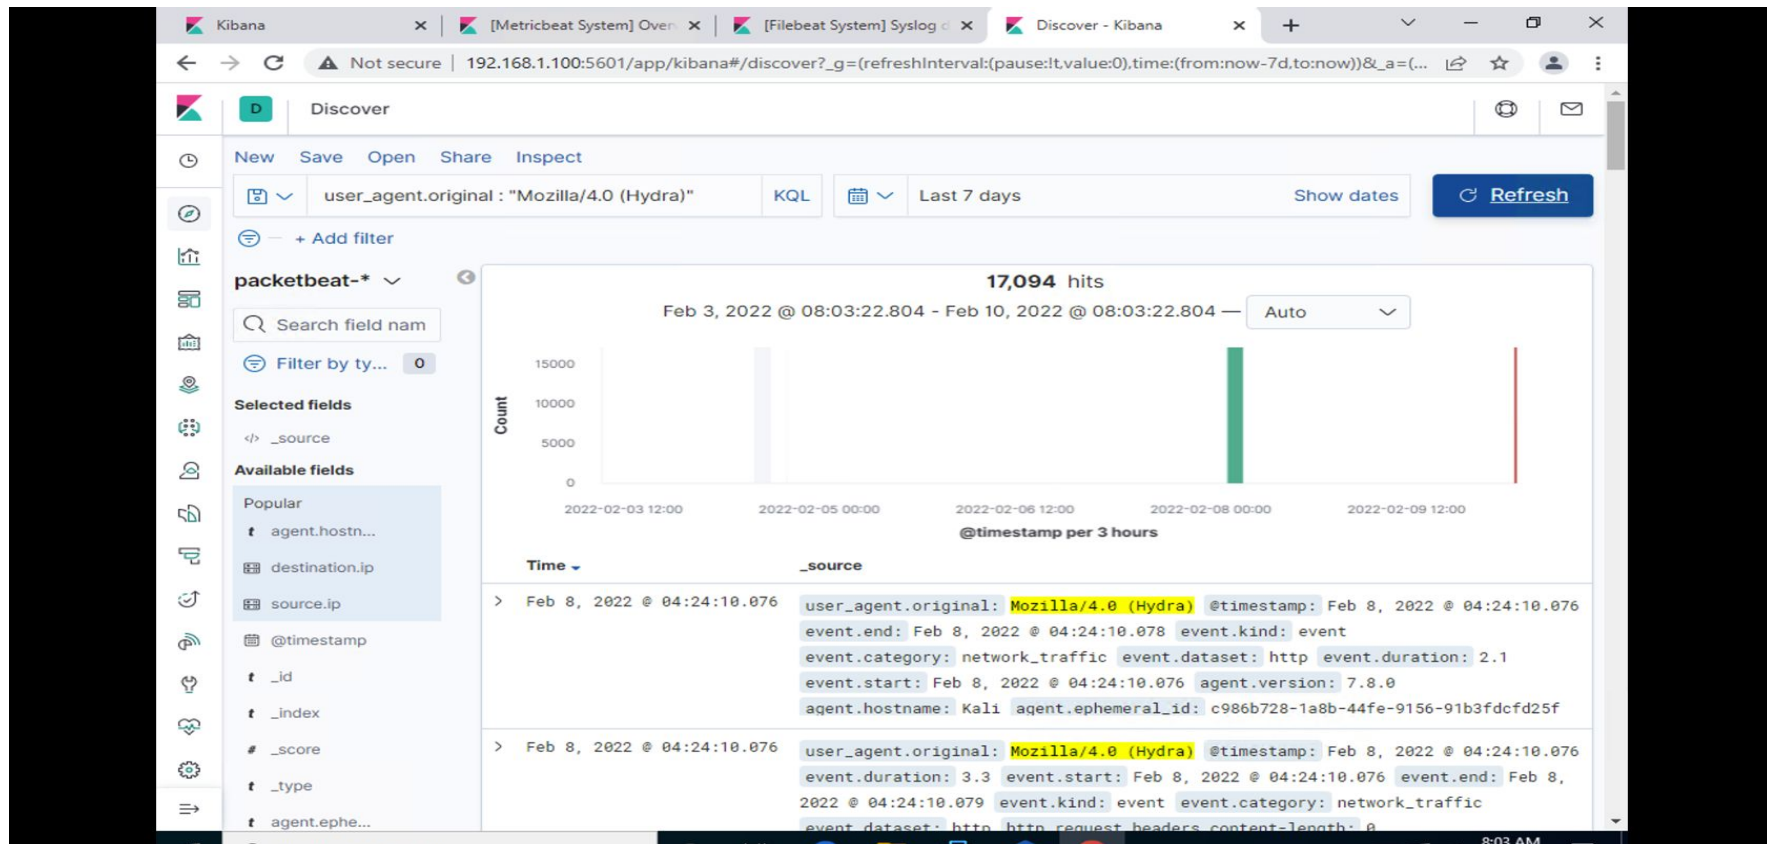 Kibana
[Metricbeat System] Over
[Filebeat System] Syslog d
Discover - Kibana
Not secure
192.168.1.100:5601/app/kibana#/discover?_g=(refreshInterval:(pause:!t,value:0),time:(from:now-7d,to:now))&_a=(...
D
Discover
New Save Open Share Inspect
user_agent.original : "Mozilla/4.0 (Hydra)"
KQL
Last 7 days
Show dates
Refresh
+ Add filter
packetbeat-*
Search field nam
Filter by ty... 0
Selected fields
</> _source
Available fields
Popular
t agent.hostn...
destination.ip
source.ip
@timestamp
t _id
t _index
# _score
t _type
t agent.ephe...
17,094 hits
Feb 3, 2022 @ 08:03:22.804 - Feb 10, 2022 @ 08:03:22.804 — Auto
Count
15000
10000
5000
0
2022-02-03 12:00 2022-02-05 00:00 2022-02-06 12:00 2022-02-08 00:00 2022-02-09 12:00
@timestamp per 3 hours
Time _source
Feb 8, 2022 @ 04:24:10.076
user_agent.original: Mozilla/4.0 (Hydra) @timestamp: Feb 8, 2022 @ 04:24:10.076
event.end: Feb 8, 2022 @ 04:24:10.078 event.kind: event
event.category: network_traffic event.dataset: http event.duration: 2.1
event.start: Feb 8, 2022 @ 04:24:10.076 agent.version: 7.8.0
agent.hostname: Kali agent.ephemeral_id: c986b728-1a8b-44fe-9156-91b3fdcfd25f
Feb 8, 2022 @ 04:24:10.076
user_agent.original: Mozilla/4.0 (Hydra) @timestamp: Feb 8, 2022 @ 04:24:10.076
event.duration: 3.3 event.start: Feb 8, 2022 @ 04:24:10.076 event.end: Feb 8,
2022 @ 04:24:10.079 event.kind: event event.category: network_traffic
event.dataset: http http.request.headers.content-length: 0
8:03 AM